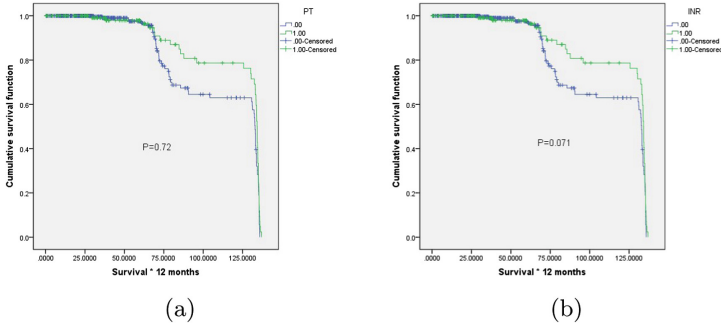 PT
.00
1.00
.00-Censored
1.00-Censored
Cumulative survival function
1.0
0.8
0.6
0.4
0.2
0.0
P=0.72
.0000 25.0000 50.0000 75.0000 100.0000 125.0000
Survival * 12 months
(a)
INR
.00
1.00
.00-Censored
1.00-Censored
Cumulative survival function
1.0
0.8
0.6
0.4
0.2
0.0
P=0.071
.0000 25.0000 50.0000 75.0000 100.0000 125.0000
Survival * 12 months
(b)